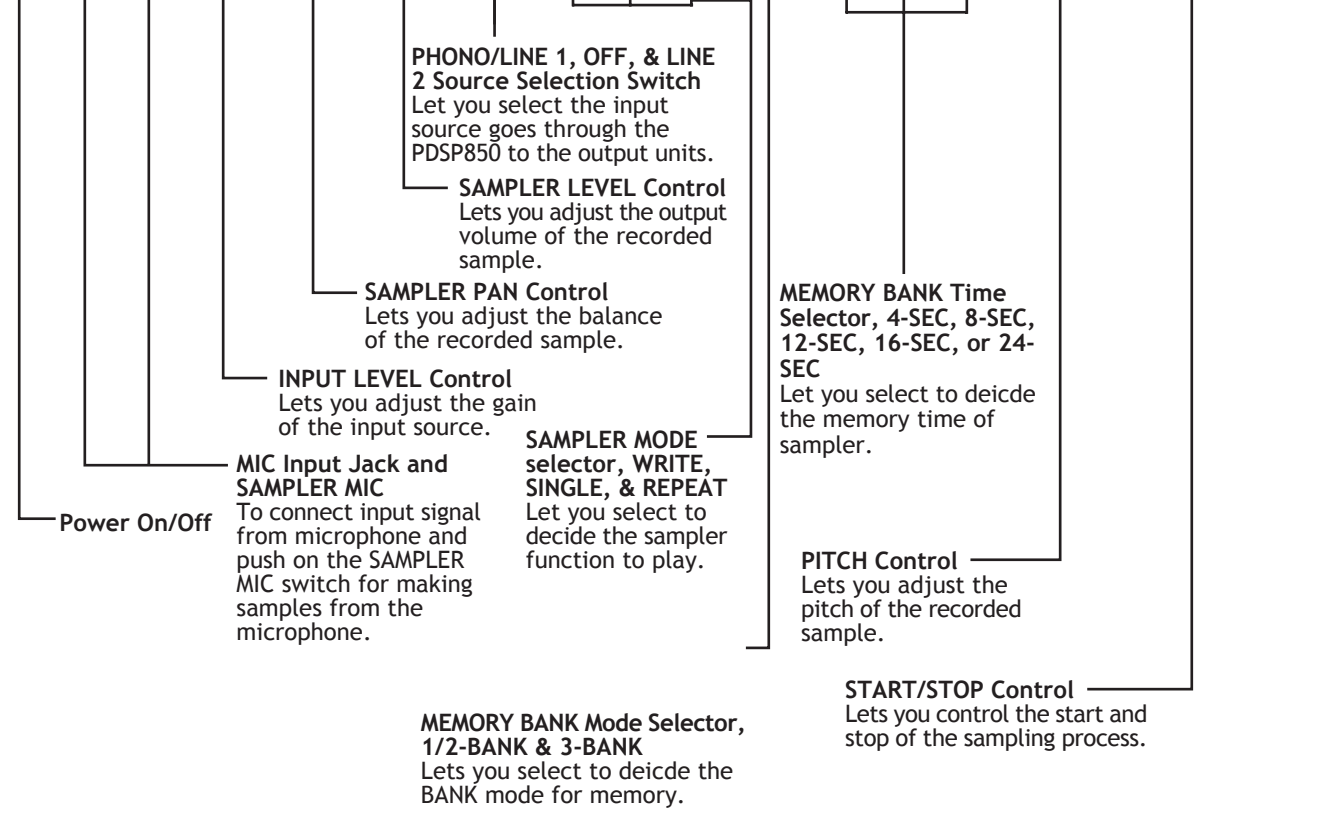 PHONO/LINE 1, OFF, & LINE
2 Source Selection Switch
Let you select the input
source goes through the
PDSP850 to the output units.
SAMPLER LEVEL Control
Lets you adjust the output
volume of the recorded
sample.
SAMPLER PAN Control
Lets you adjust the balance
of the recorded sample.
INPUT LEVEL Control
Lets you adjust the gain
of the input source.
MIC Input Jack and
SAMPLER MIC
To connect input signal
from microphone and
push on the SAMPLER
MIC switch for making
samples from the
microphone.
Power On/Off
SAMPLER MODE
selector, WRITE,
SINGLE, & REPEAT
Let you select to
decide the sampler
function to play.
MEMORY BANK Time
Selector, 4-SEC, 8-SEC,
12-SEC, 16-SEC, or 24-
SEC
Let you select to deicde
the memory time of
sampler.
PITCH Control
Lets you adjust the
pitch of the recorded
sample.
START/STOP Control
Lets you control the start and
stop of the sampling process.
MEMORY BANK Mode Selector,
1/2-BANK & 3-BANK
Lets you select to deicde the
BANK mode for memory.